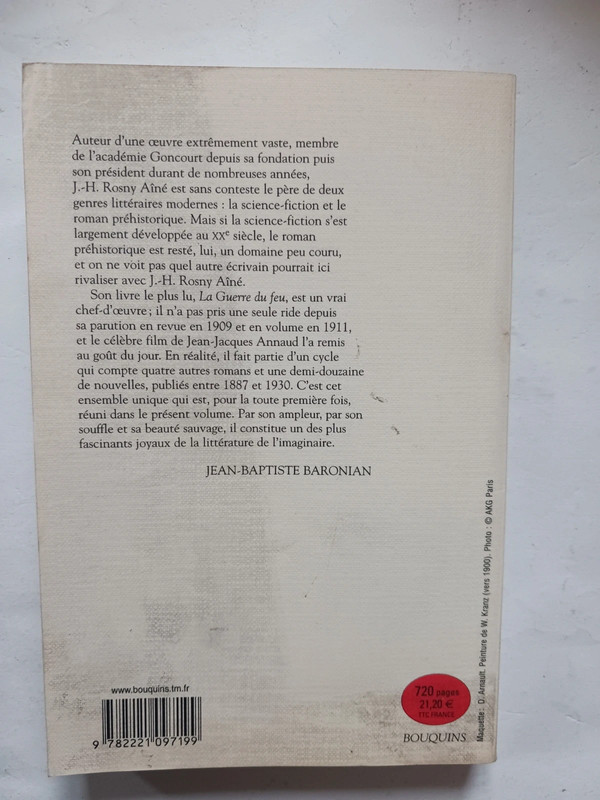 Auteur d'une œuvre extrêmement vaste, membre
de l'académie Goncourt depuis sa fondation puis
son président durant de nombreuses années,
J.-H. Rosny Aîné est sans conteste le père de deux
genres littéraires modernes : la science-fiction et le
roman préhistorique. Mais si la science-fiction s'est
largement développée au XXe siècle, le roman
préhistorique est resté, lui, un domaine peu couru,
et on ne voit pas quel autre écrivain pourrait ici
rivaliser avec J.-H. Rosny Aîné.
Son livre le plus lu, La Guerre du feu, est un vrai
chef-d'œuvre ; il n'a pas pris une seule ride depuis
sa parution en revue en 1909 et en volume en 1911,
et le célèbre film de Jean-Jacques Annaud l'a remis
au goût du jour. En réalité, il fait partie d'un cycle
qui compte quatre autres romans et une demi-douzaine
de nouvelles, publiés entre 1887 et 1930. C'est cet
ensemble unique qui est, pour la toute première fois,
réuni dans le présent volume. Par son ampleur, par son
souffle et sa beauté sauvage, il constitue un des plus
fascinants joyaux de la littérature de l'imaginaire.
JEAN-BAPTISTE BARONIAN
Maquette : D. Arnault. Peinture de W. Kranz (vers 1900). Photo : © AKG Paris
www.bouquins.tm.fr
9 782221 097199
720 pages
21,20 €
TTC FRANCE
BOUQUINS